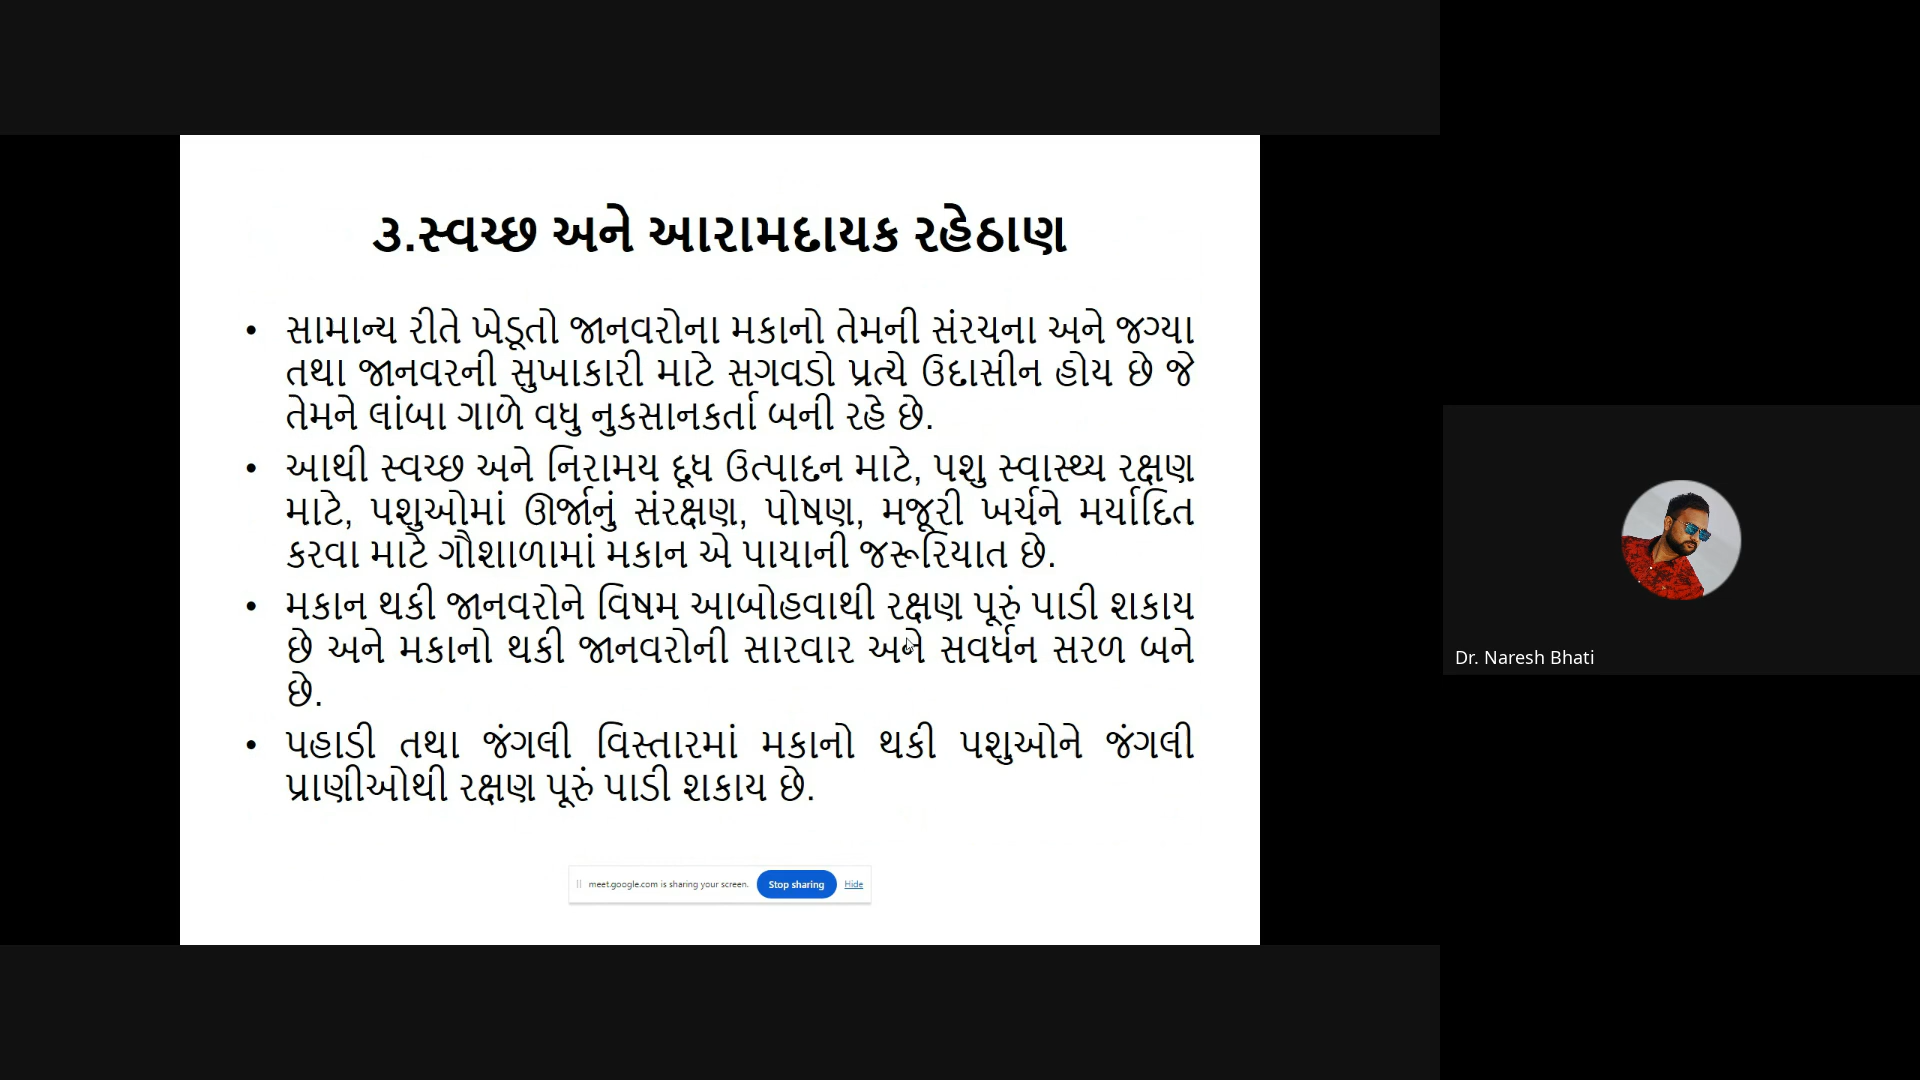 ૩.સ્વચ્છ અને આરામદાયક રહેઠાણ
• સામાન્ય રીતે ખેડૂતો જાનવરોના મકાનો તેમની સંરચના અને જગ્યા
તથા જાનવરની સુખાકારી માટે સગવડો પ્રત્યે ઉદાસીન હોય છે જે
તેમને લાંબા ગાળે વધુ નુકસાનકર્તા બની રહે છે.
• આથી સ્વચ્છ અને નિરામય દૂધ ઉત્પાદન માટે, પશુ સ્વાસ્થ્ય રક્ષણ
માટે, પશુઓમાં ઊર્જાનું સંરક્ષણ, પોષણ, મજૂરી ખર્ચને મર્યાદિત
કરવા માટે ગૌશાળામાં મકાન એ પાયાની જરૂરિયાત છે.
• મકાન થકી જાનવરોને વિષમ આબોહવાથી રક્ષણ પૂરું પાડી શકાય
છે અને મકાનો થકી જાનવરોની સારવાર અને સવર્ધન સરળ બને
છે.
• પહાડી તથા જંગલી વિસ્તારમાં મકાનો થકી પશુઓને જંગલી
પ્રાણીઓથી રક્ષણ પૂરું પાડી શકાય છે.
meet.google.com is sharing your screen. Stop sharing Hide
Dr. Naresh Bhati